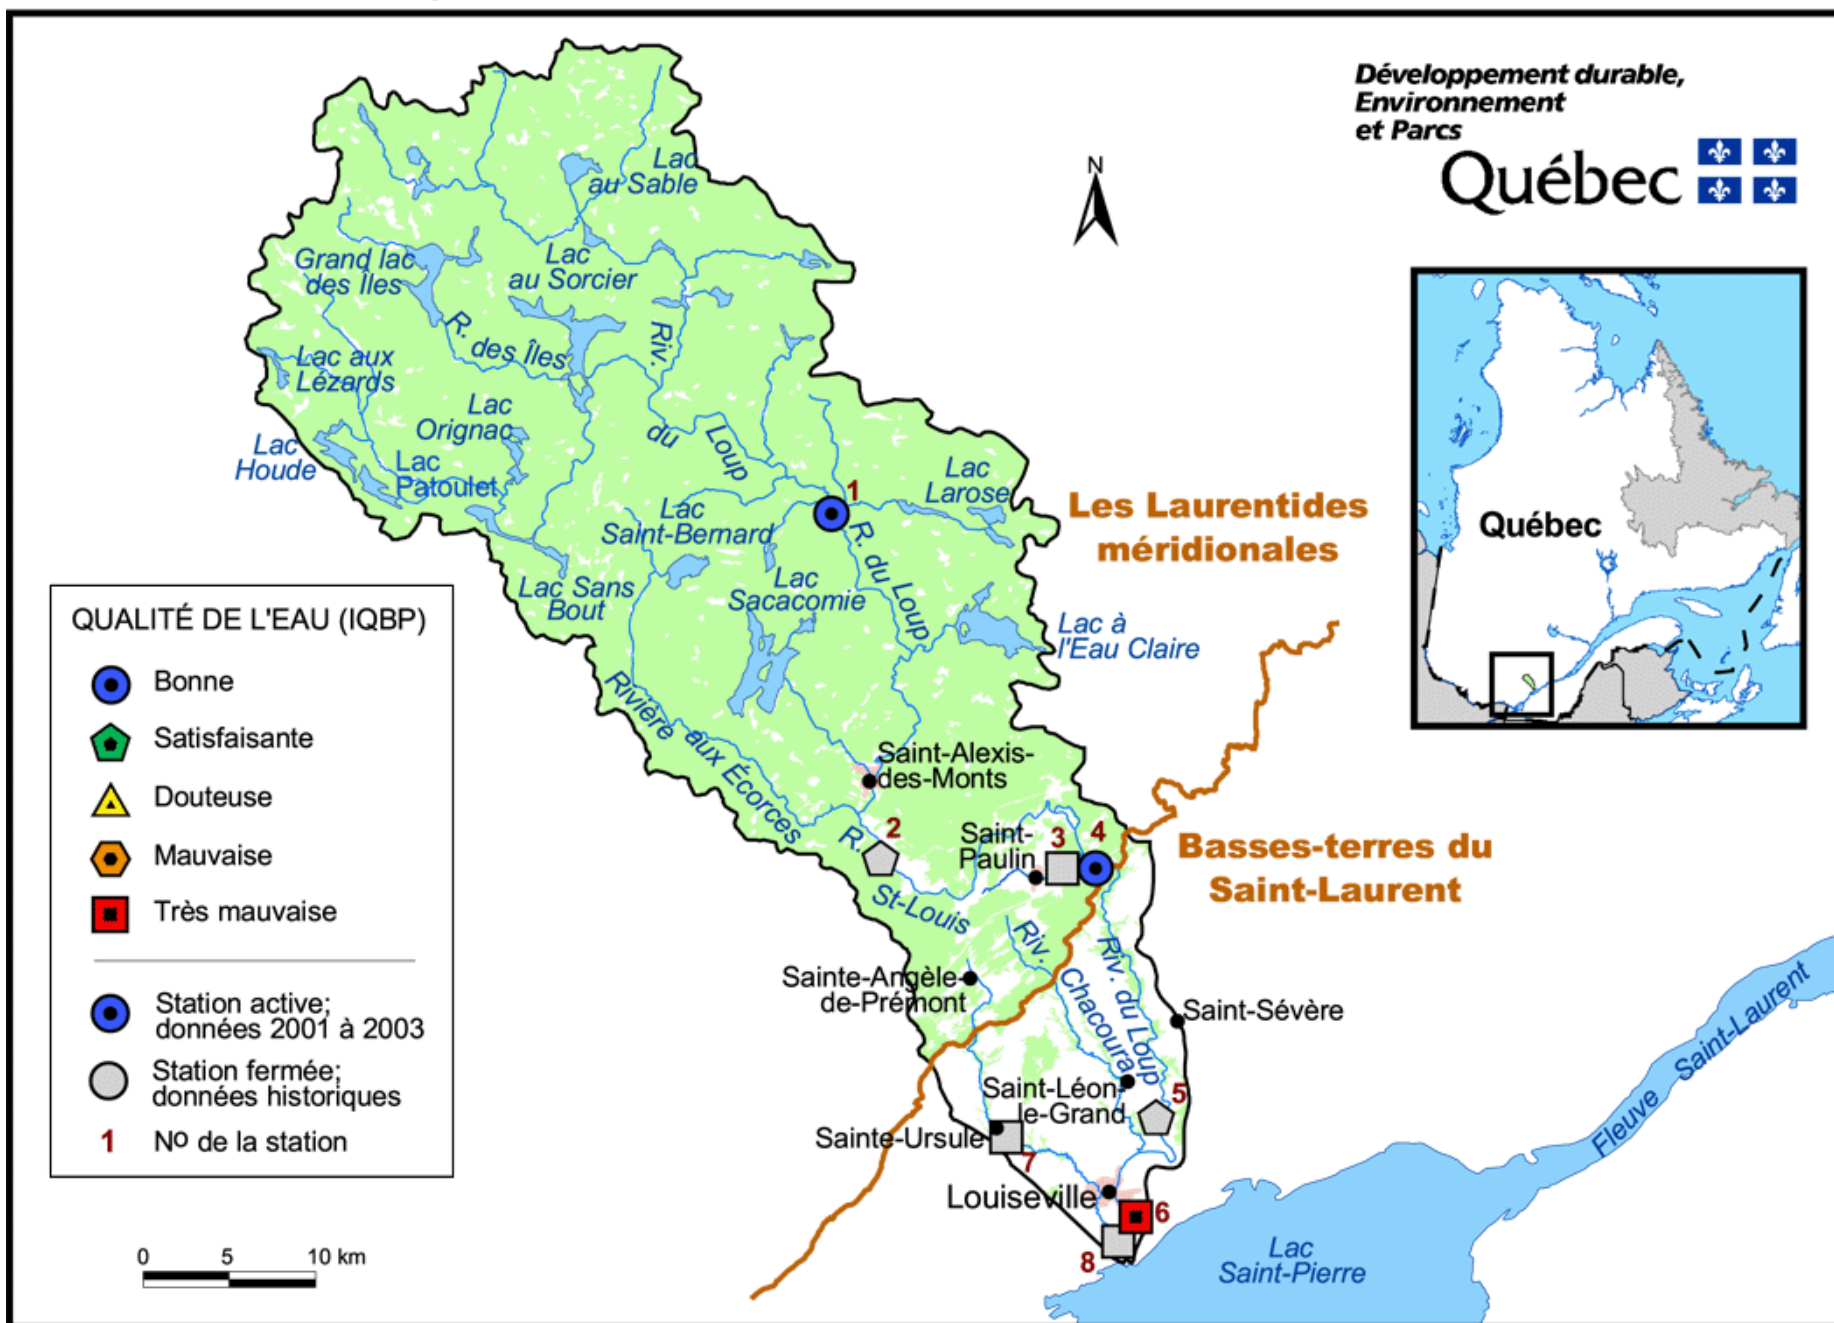 Développement durable,
Environnement
et Parcs
Québec
N
Lac
au Sable
Grand lac
des Îles
Lac
au Sorcier
R. des Îles
Riv.
du
Loup
Lac aux
Lézards
Lac
Orignac
Lac
Houde
Lac
Patoulet
1
Lac
Larose
Lac
Saint-Bernard
R. du Loup
Les Laurentides
méridionales
Québec
Lac Sans
Bout
Lac
Sacacomie
Lac à
l'Eau Claire
Rivière
aux Écorces
Saint-Alexis-
des-Monts
2
R.
St-Louis
Saint-
Paulin
3
4
Basses-terres du
Saint-Laurent
Riv.
Chacoura
Riv. du Loup
Sainte-Angèle-
de-Prémont
Saint-Sévère
Saint-Léon-
le-Grand
5
Sainte-Ursule
7
Louiseville
6
8
Lac
Saint-Pierre
Fleuve Saint-Laurent
QUALITÉ DE L'EAU (IQBP)
Bonne
Satisfaisante
Douteuse
Mauvaise
Très mauvaise
Station active;
données 2001 à 2003
Station fermée;
données historiques
1 Nº de la station
0 5 10 km